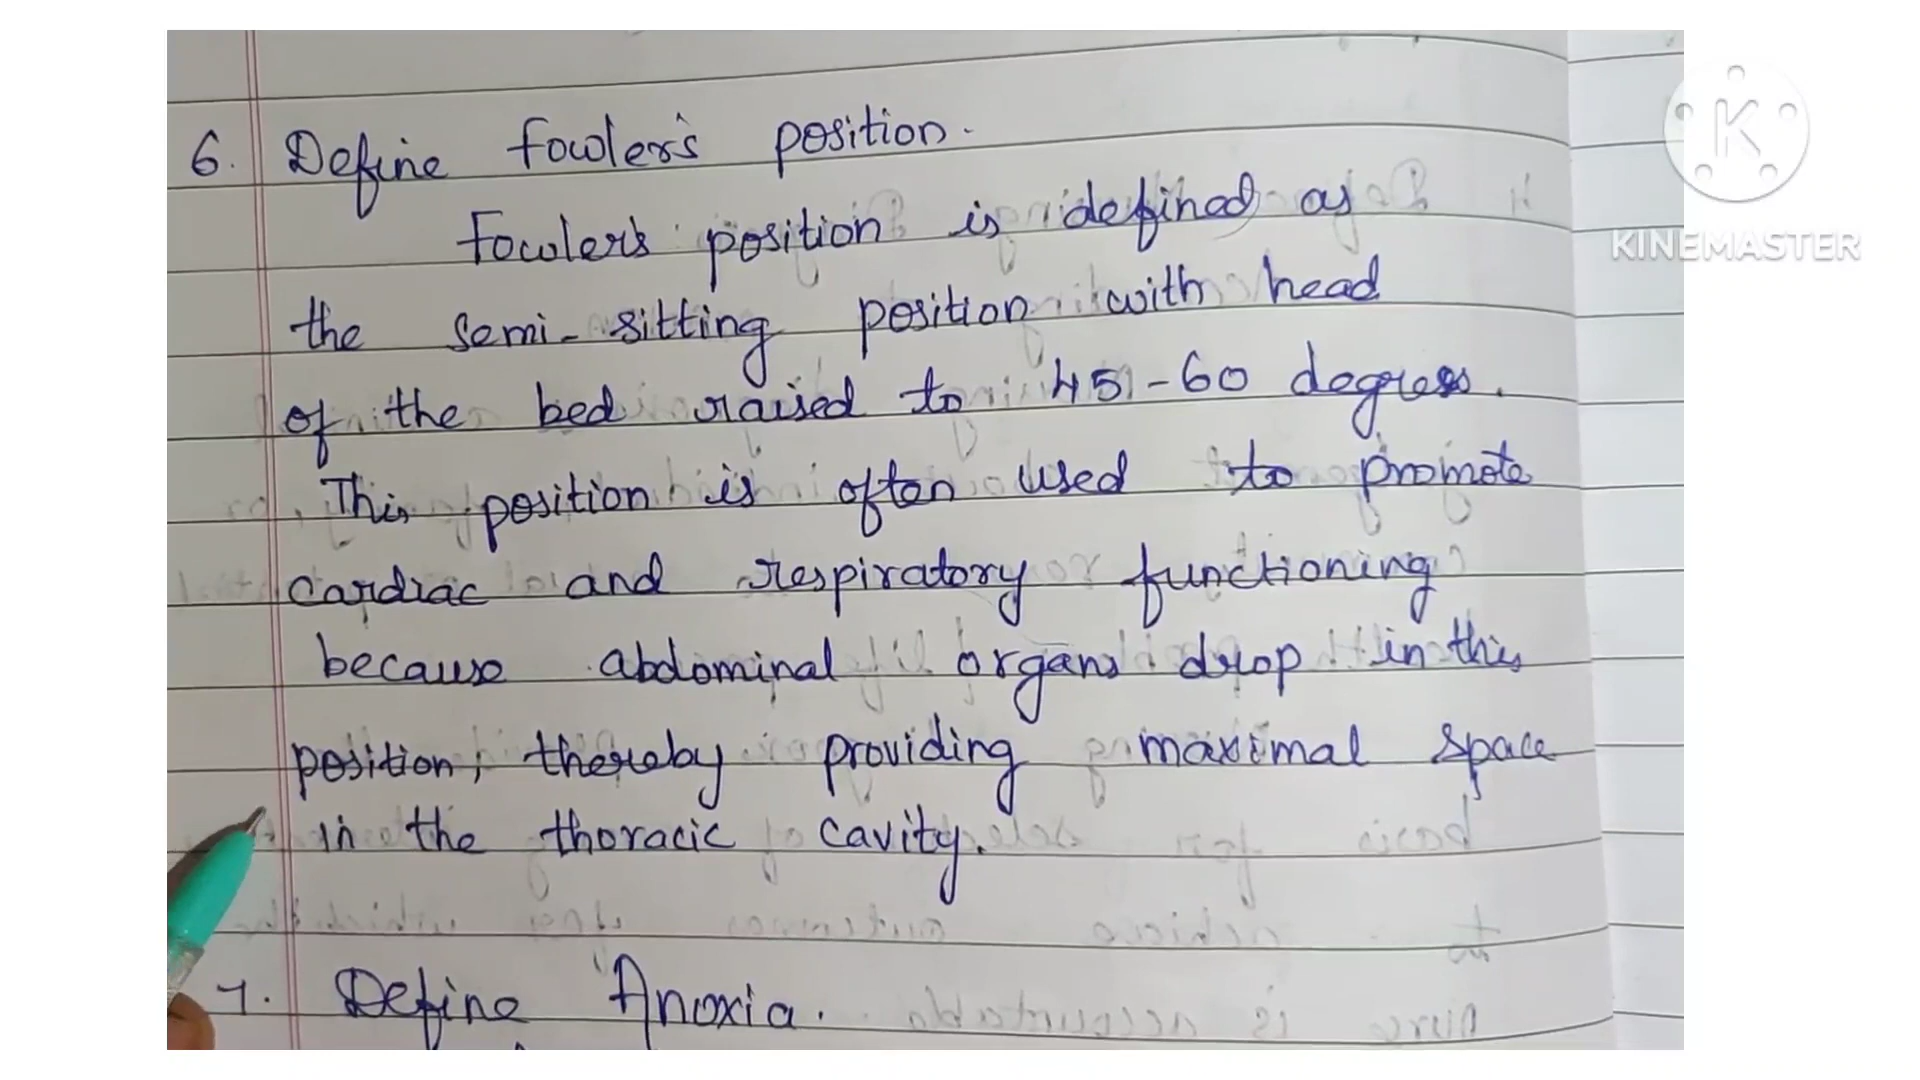 6. Define Fowler's position.
Fowler's position is defined as
the semi-sitting position with head
of the bed raised to 45-60 degrees.
This position is often used to promote
cardiac and respiratory functioning
because abdominal organs drop in this
position, thereby providing maximal space
in the thoracic cavity.
7. Define Anoxia.
KINEMASTER